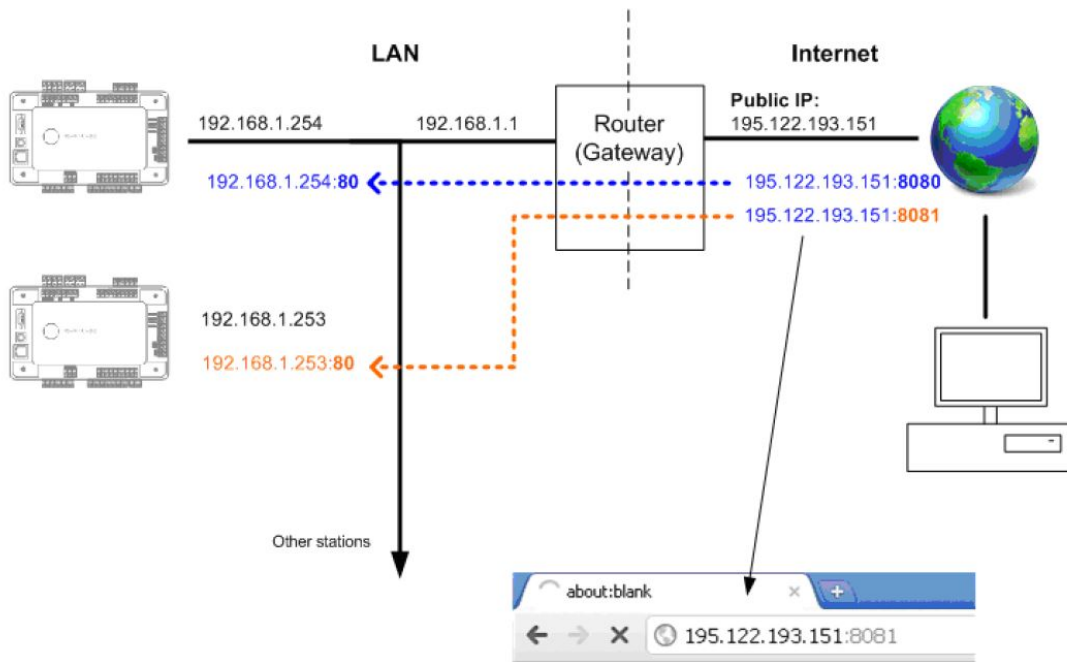 LAN
Internet
Public IP:
192.168.1.254
192.168.1.1
Router
(Gateway)
195.122.193.151
192.168.1.254:80
195.122.193.151:8080
195.122.193.151:8081
192.168.1.253
192.168.1.253:80
Other stations
about:blank
195.122.193.151:8081